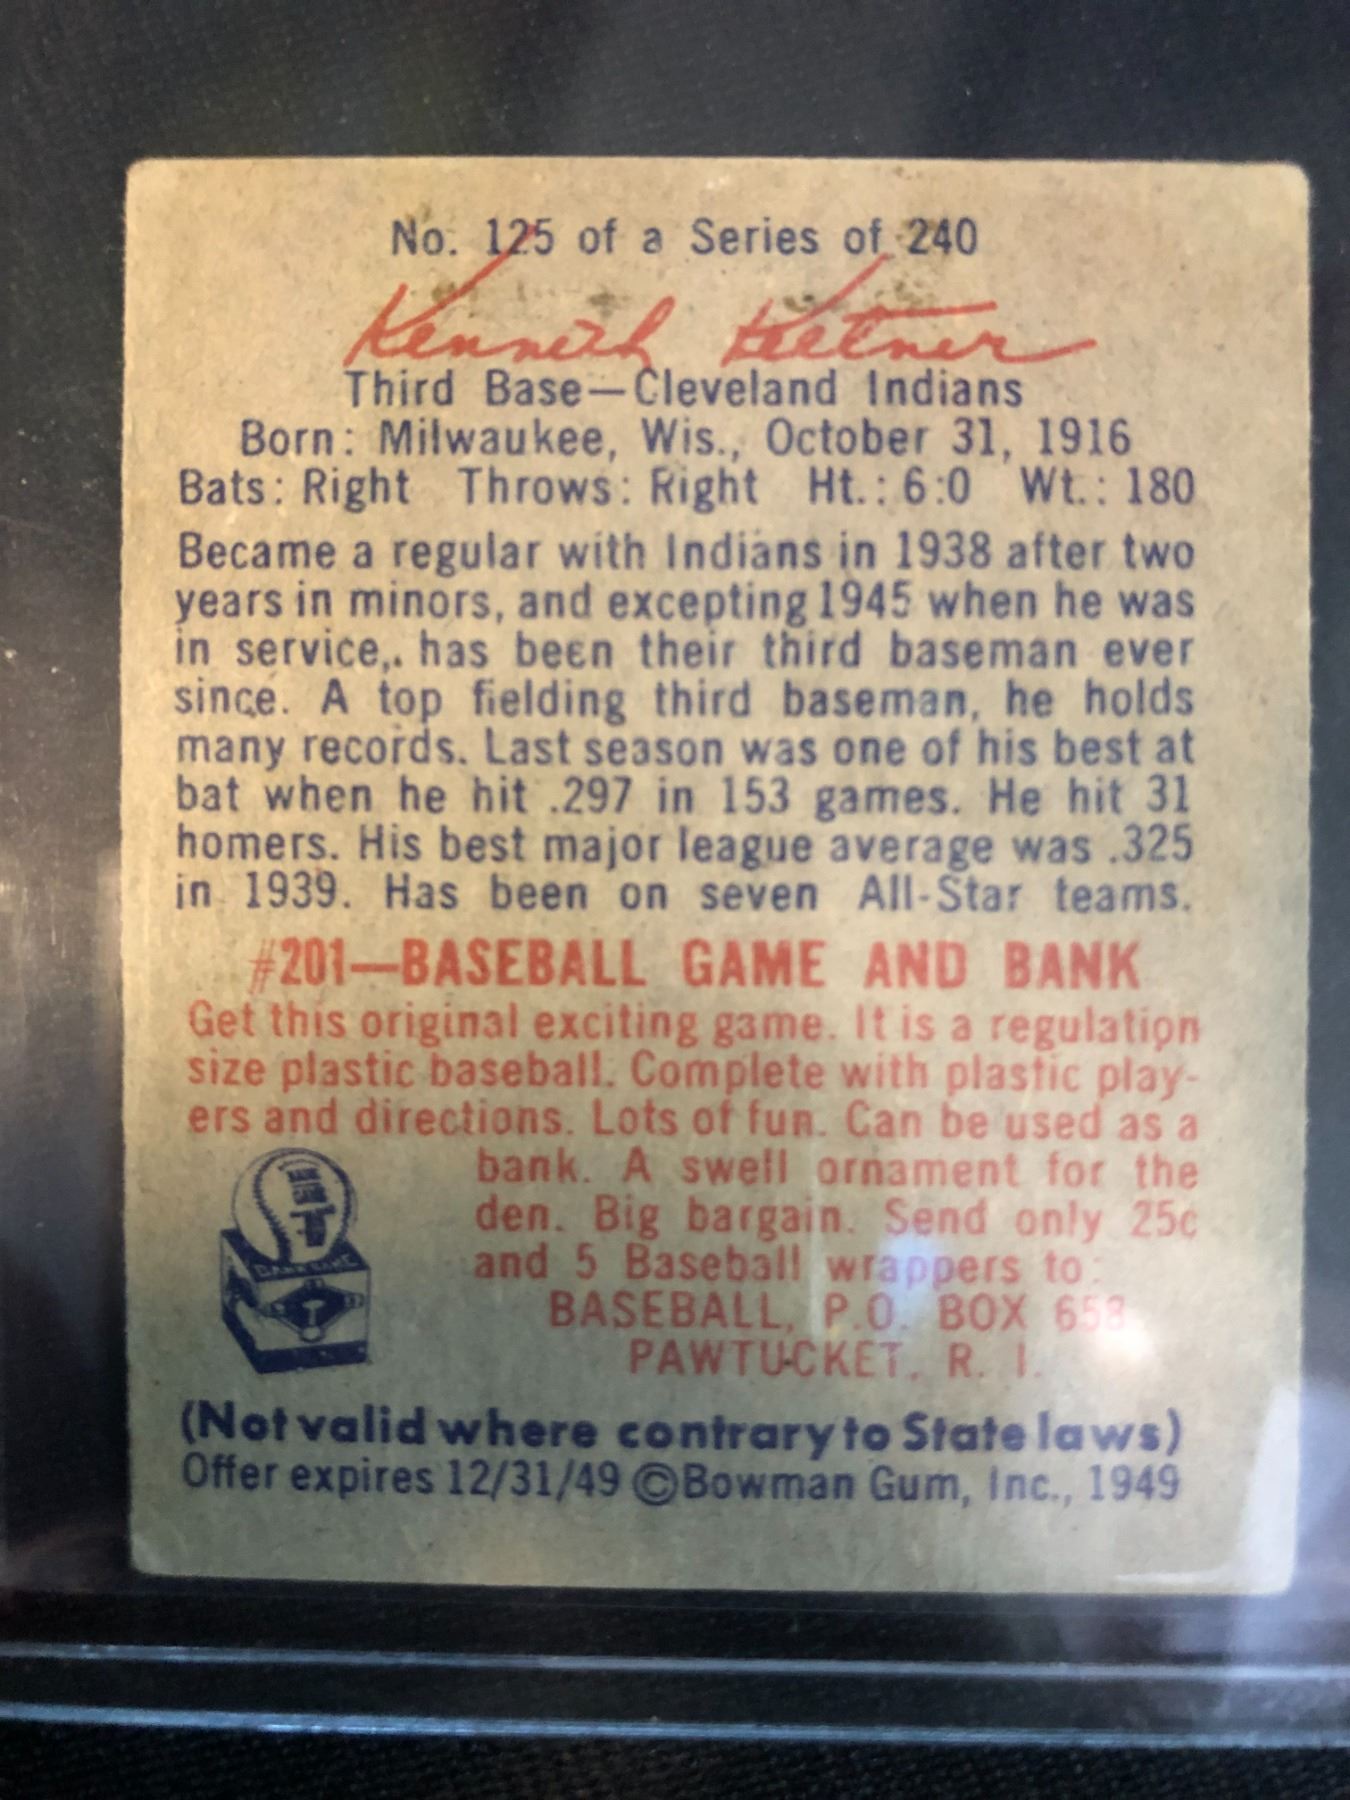 No. 125 of a Series of 240
Kenneth Keltner
Third Base—Cleveland Indians
Born: Milwaukee, Wis., October 31, 1916
Bats: Right Throws: Right Ht.: 6:0 Wt.: 180
Became a regular with Indians in 1938 after two
years in minors, and excepting 1945 when he was
in service,. has been their third baseman ever
since. A top fielding third baseman, he holds
many records. Last season was one of his best at
bat when he hit .297 in 153 games. He hit 31
homers. His best major league average was .325
in 1939. Has been on seven All-Star teams.
#201—BASEBALL GAME AND BANK
Get this original exciting game. It is a regulation
size plastic baseball. Complete with plastic play-
ers and directions. Lots of fun. Can be used as a
bank. A swell ornament for the
den. Big bargain. Send only 25c
and 5 Baseball wrappers to:
BASEBALL, P.O. BOX 658
PAWTUCKET, R. I.
(Not valid where contrary to State laws)
Offer expires 12/31/49 ©Bowman Gum, Inc., 1949